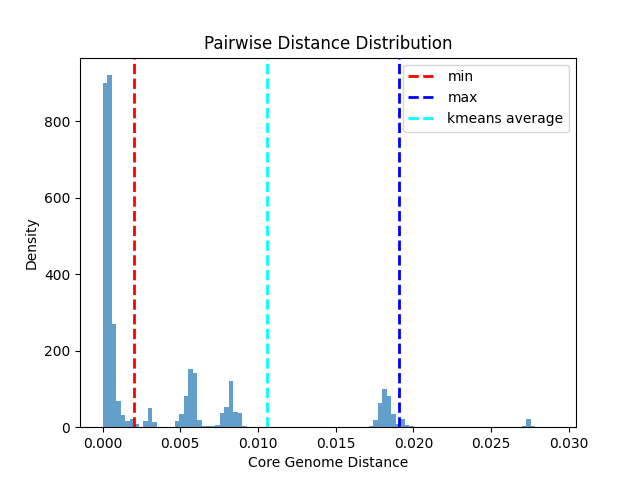 Pairwise Distance Distribution
min
max
kmeans average
Density
800
600
400
200
0
0.000 0.005 0.010 0.015 0.020 0.025 0.030
Core Genome Distance